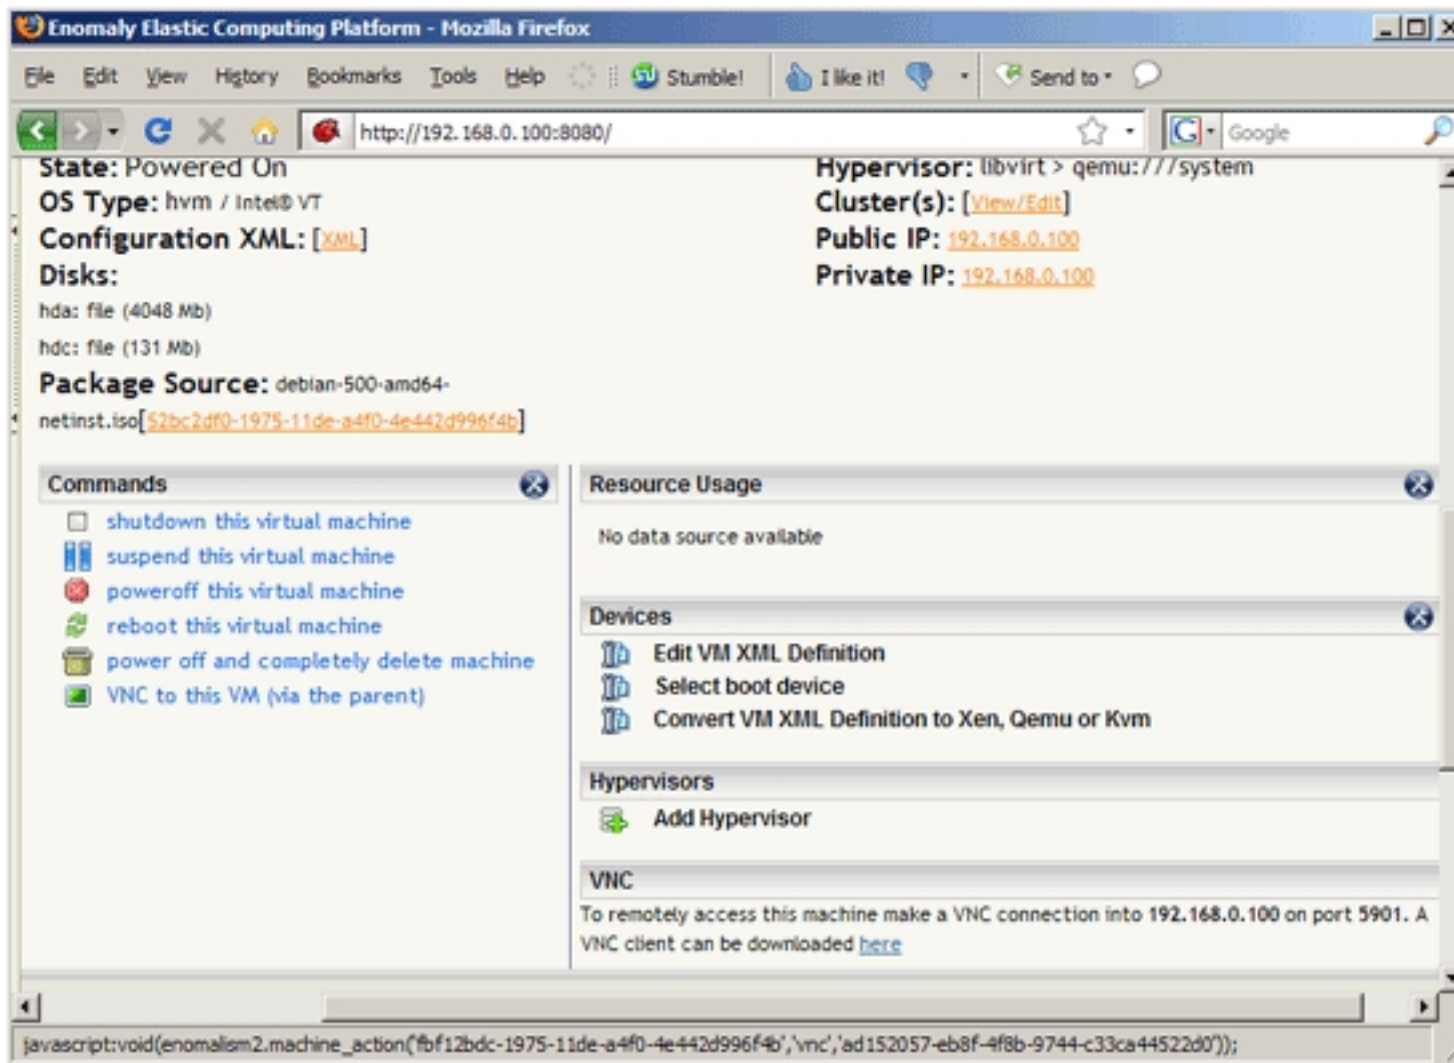 Enomaly Elastic Computing Platform - Mozilla Firefox
File Edit View History Bookmarks Tools Help Stumble! I like it! Send to
http://192.168.0.100:8080/ Google
State: Powered On
OS Type: hvm / Intel® VT
Configuration XML: [XML]
Disks:
hda: file (4048 Mb)
hdc: file (131 Mb)
Package Source: debian-500-amd64-
netinst.iso[52bc2df0-1975-11de-a4f0-4e442d996f4b]
Hypervisor: libvirt > qemu:///system
Cluster(s): [View/Edit]
Public IP: 192.168.0.100
Private IP: 192.168.0.100
Commands
shutdown this virtual machine
suspend this virtual machine
poweroff this virtual machine
reboot this virtual machine
power off and completely delete machine
VNC to this VM (via the parent)
Resource Usage
No data source available
Devices
Edit VM XML Definition
Select boot device
Convert VM XML Definition to Xen, Qemu or Kvm
Hypervisors
Add Hypervisor
VNC
To remotely access this machine make a VNC connection into 192.168.0.100 on port 5901. A
VNC client can be downloaded here
javascript:void(enomalism2.machine_action('fbf12bdc-1975-11de-a4f0-4e442d996f4b','vnc','ad152057-eb8f-4f8b-9744-c33ca44522d0'));